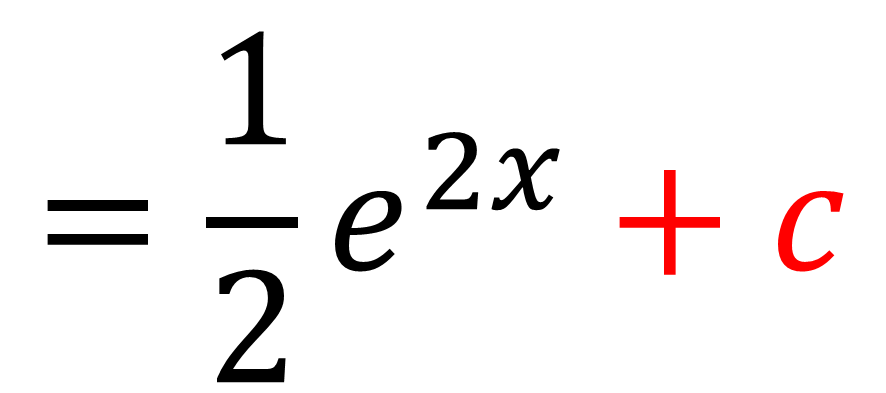 = 1/2 e^{2x} + c